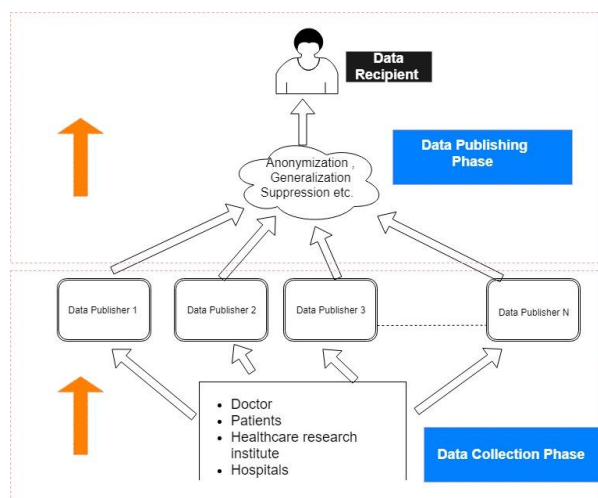 Data
Recipient
Data Publishing
Phase
Anonymization ,
Generalization
Suppression etc.
Data Publisher 1
Data Publisher 2
Data Publisher 3
Data Publisher N
• Doctor
• Patients
• Healthcare research
institute
• Hospitals
Data Collection Phase